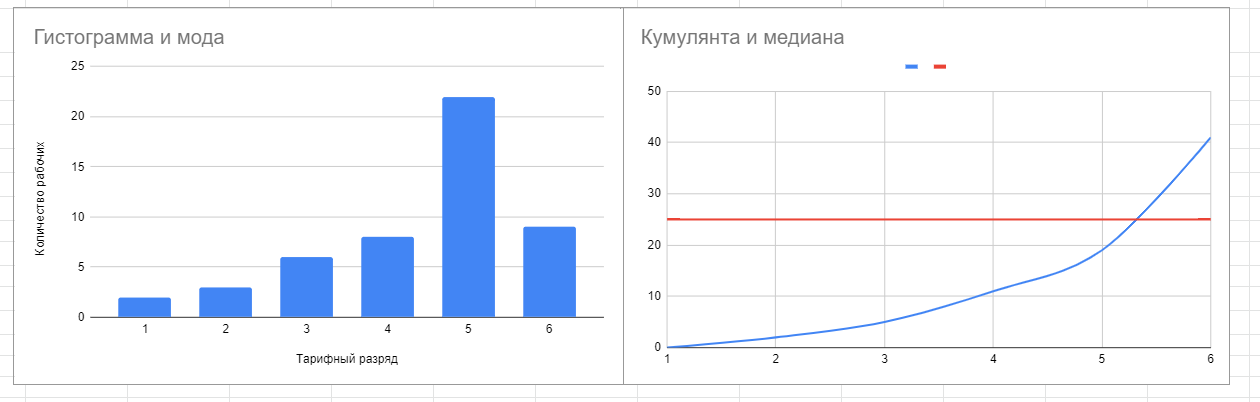 Гистограмма и мода
25
20
15
10
5
0
Количество рабочих
1 2 3 4 5 6
Тарифный разряд
Кумулянта и медиана
50
40
30
20
10
0
1 2 3 4 5 6